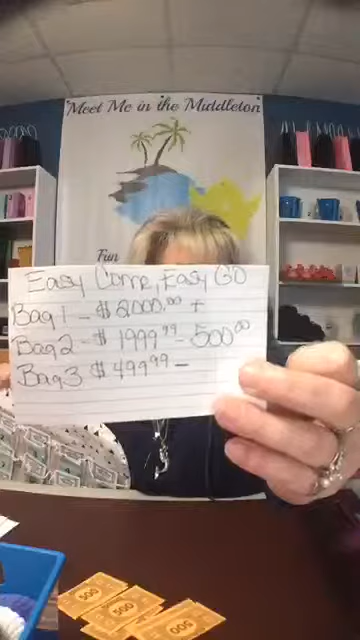 Meet Me in the Middleton
Fun
Easy Come, Easy GO
Bag 1 - $2000.00 +
Bag 2 - $1999 99 - 500 00
Bag 3 $499 99 -
500
500
500